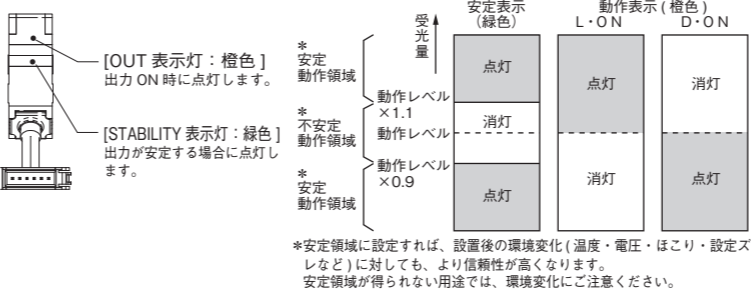 [OUT 表示灯：橙色]
出力 ON 時に点灯します。
[STABILITY 表示灯：緑色]
出力が安定する場合に点灯し
ます。
受光量
安定表示
(緑色)
動作表示 ( 橙色 )
L・ON
D・ON
*
安定
動作領域
動作レベル
×1.1
*
不安定
動作領域
動作レベル
動作レベル
×0.9
*
安定
動作領域
点灯
消灯
点灯
点灯
消灯
消灯
点灯
*安定領域に設定すれば、設置後の環境変化 ( 温度・電圧・ほこり・設定ズ
レなど ) に対しても、より信頼性が高くなります。
安定領域が得られない用途では、環境変化にご注意ください。